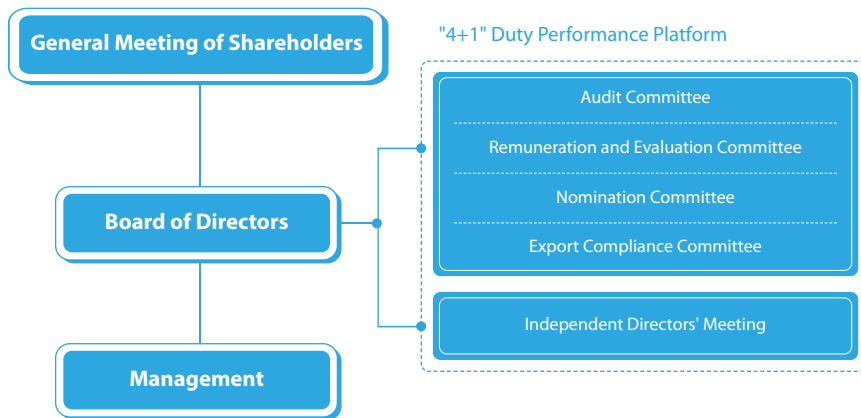 General Meeting of Shareholders
"4+1" Duty Performance Platform
Audit Committee
Remuneration and Evaluation Committee
Nomination Committee
Export Compliance Committee
Board of Directors
Independent Directors' Meeting
Management